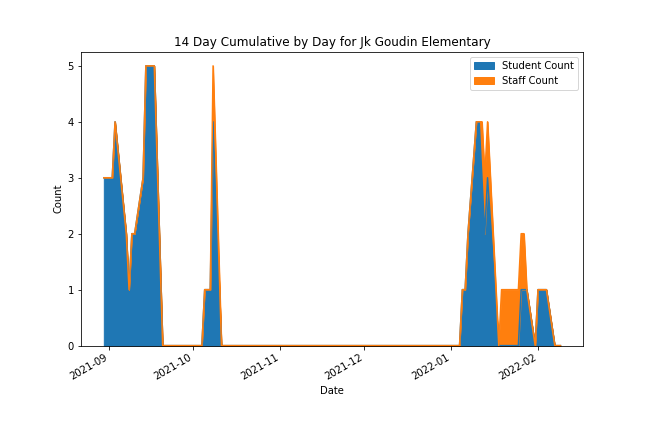 14 Day Cumulative by Day for Jk Goudin Elementary
Student Count
Staff Count
Count
5
4
3
2
1
0
2021-09
2021-10
2021-11
2021-12
2022-01
2022-02
Date